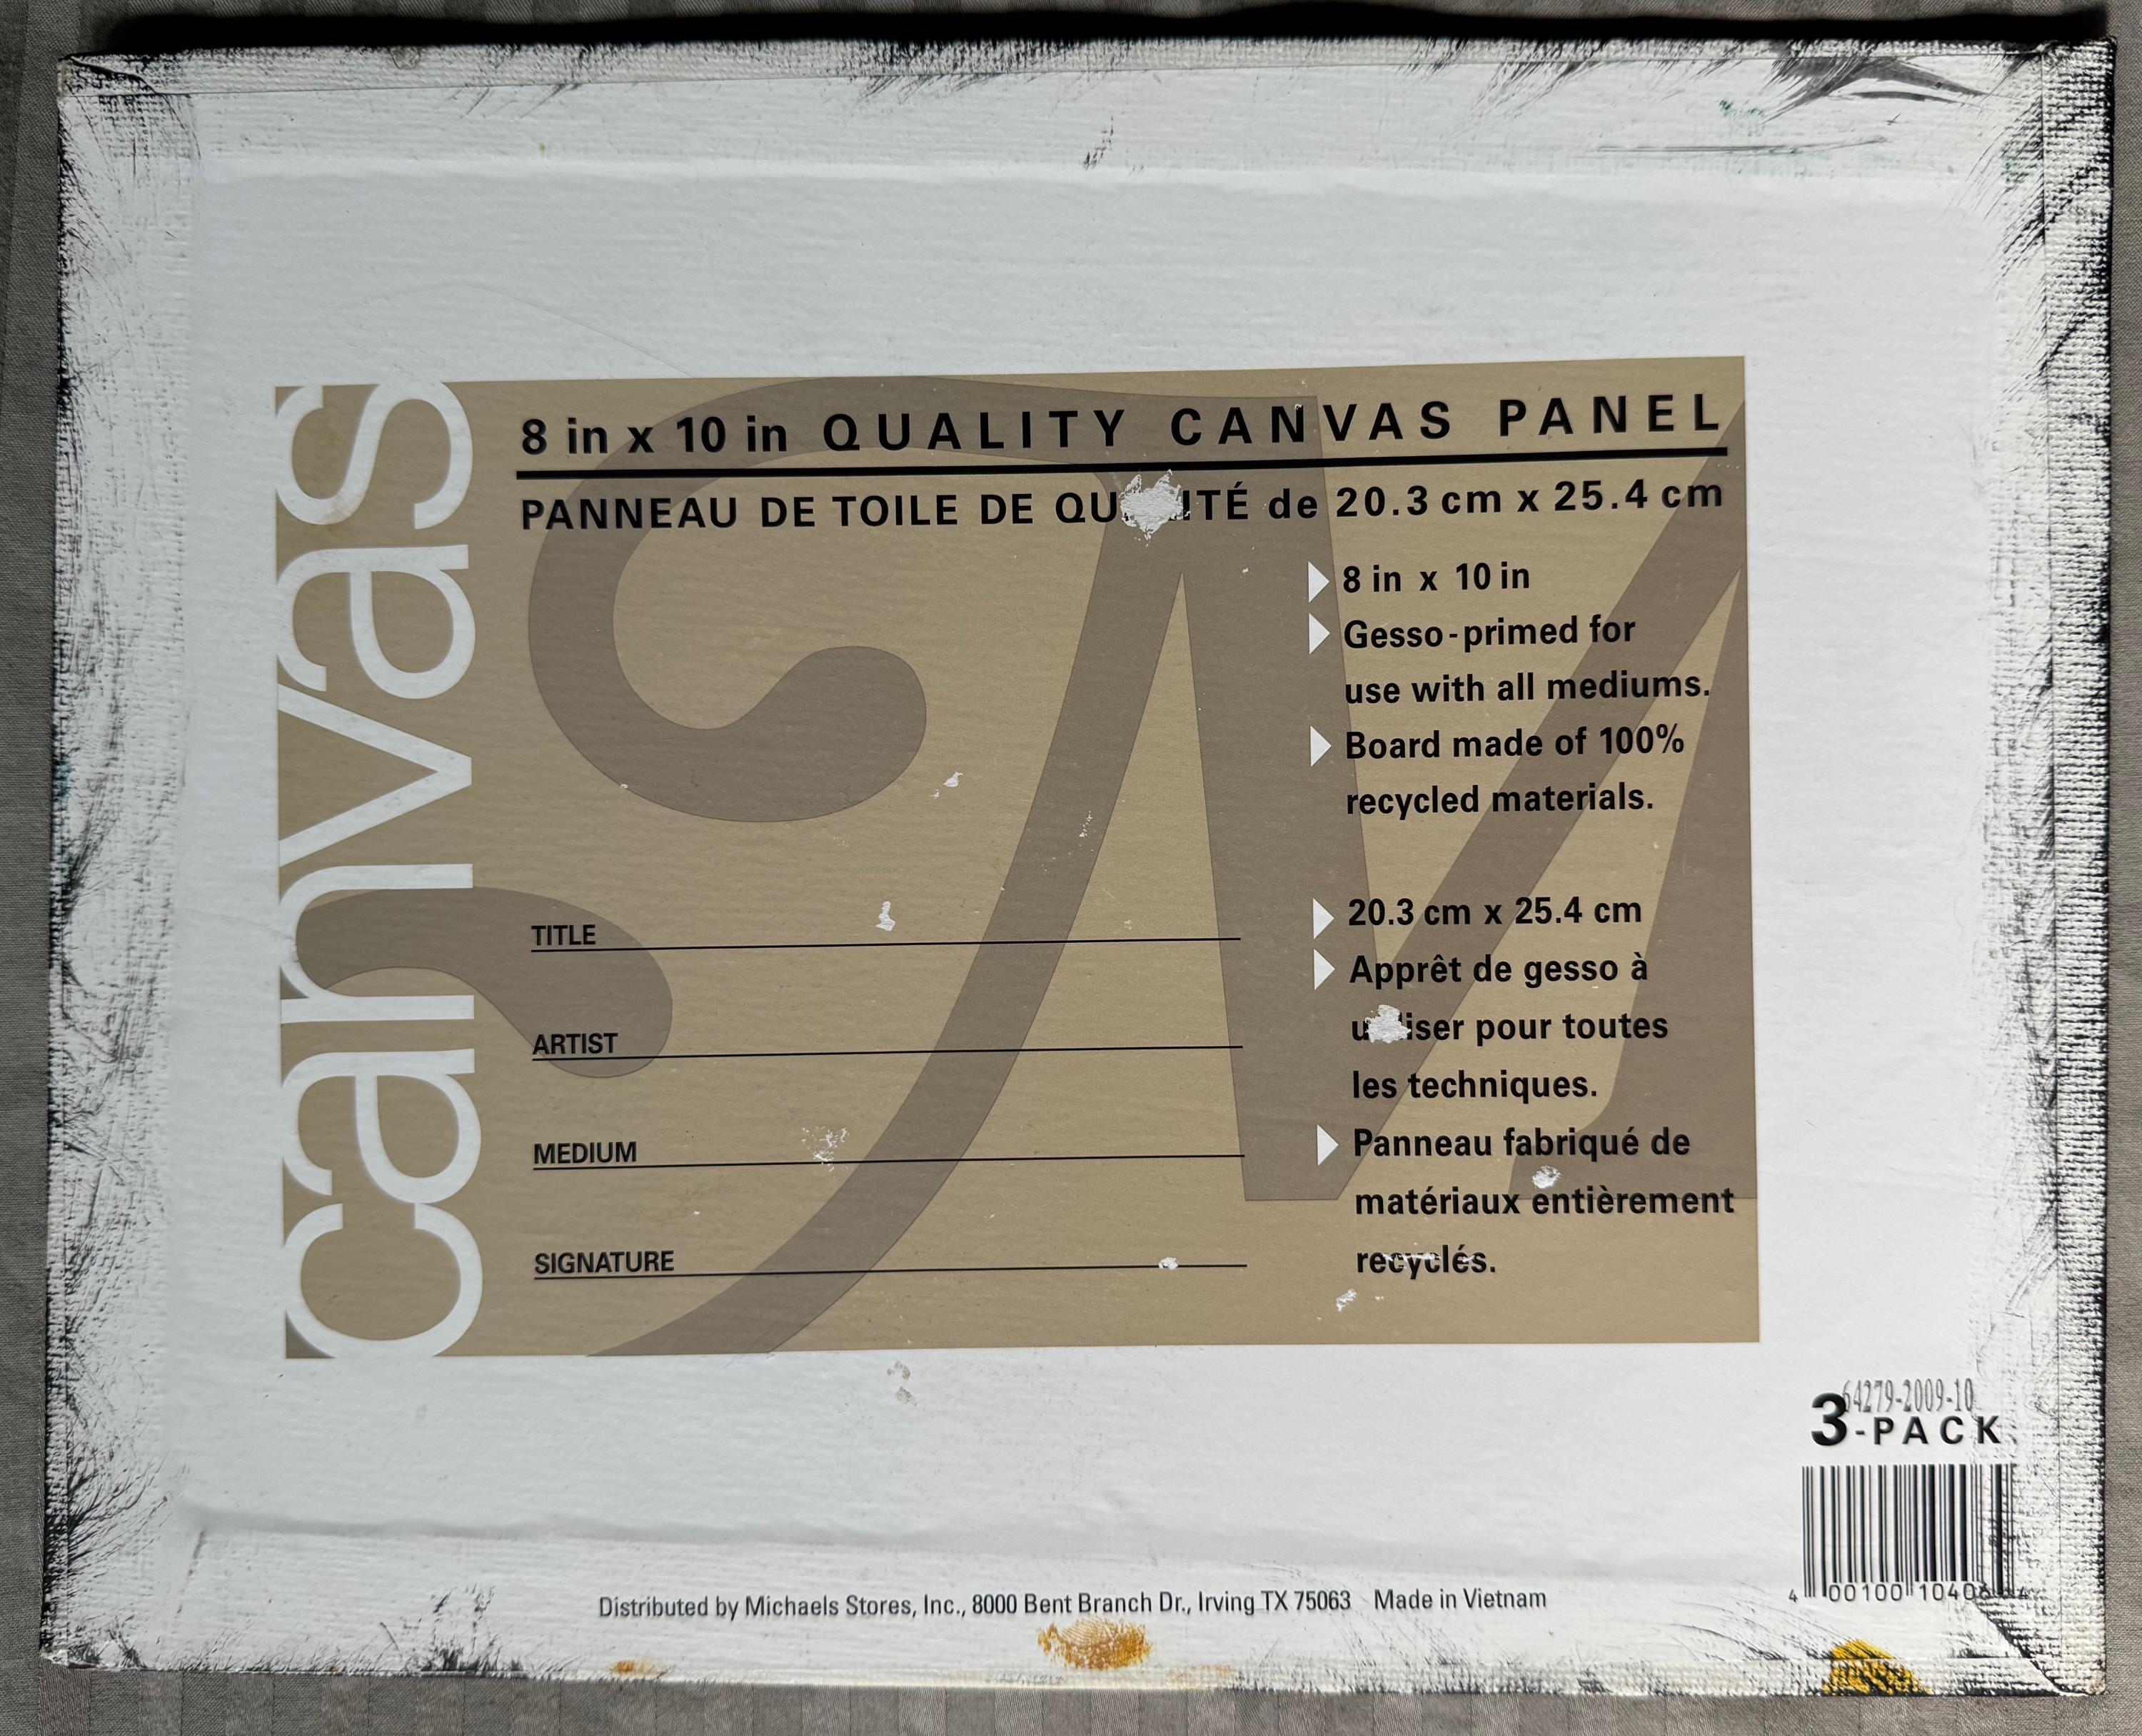 canvas
8 in x 10 in QUALITY CANVAS PANEL
PANNEAU DE TOILE DE de 20.3 cm x 25.4 cm
8 in x 10 in
Gesso-primed for
use with all mediums.
Board made of 100%
recycled materials.
20.3 cm x 25.4 cm
Apprêt de gesso à
pour toutes
les techniques.
Panneau fabriqué de
matériaux entièrement
recyclés.
TITLE
ARTIST
MEDIUM
SIGNATURE
64279-2009-10
3-PACK
4 00100 10406
Distributed by Michaels Stores, Inc., 8000 Bent Branch Dr., Irving TX 75063 Made in Vietnam